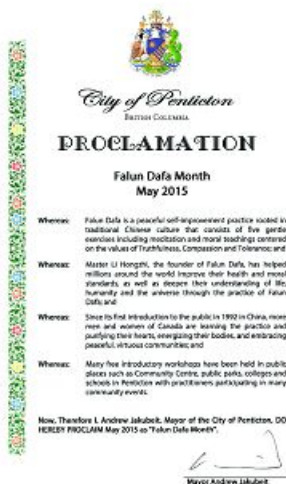 City of Penticton
BRITISH COLUMBIA
PROCLAMATION
Falun Dafa Month
May 2015
Whereas: Falun Dafa is a peaceful self-improvement practice rooted in
traditional Chinese culture that consists of five gentle
exercises including meditation and moral teachings centered
on the values of Truthfulness, Compassion and Tolerance; and
Whereas: Master Li Hongzhi, the founder of Falun Dafa, has helped
millions around the world improve their health and moral
standards, as well as deepen their understanding of life,
humanity and the universe through the practice of Falun
Dafa; and
Whereas: Since its first introduction to the public in 1992 in China, more
men and women of Canada are learning the practice and
purifying their hearts, energizing their bodies, and embracing
peaceful, virtuous communities; and
Whereas: Many free introductory workshops have been held in public
places such as Community Centre, public parks, colleges and
schools in Penticton with practitioners participating in many
community events.
Now, Therefore I, Andrew Jakubeit, Mayor of the City of Penticton, DO
HEREBY PROCLAIM May 2015 as "Falun Dafa Month".
Mayor Andrew Jakubeit